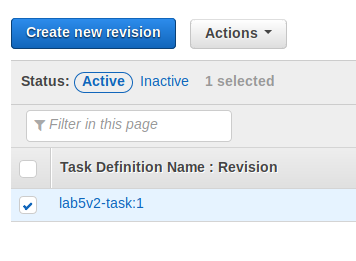 Create new revision Actions
Status: Active Inactive 1 selected
Filter in this page
Task Definition Name : Revision
lab5v2-task:1